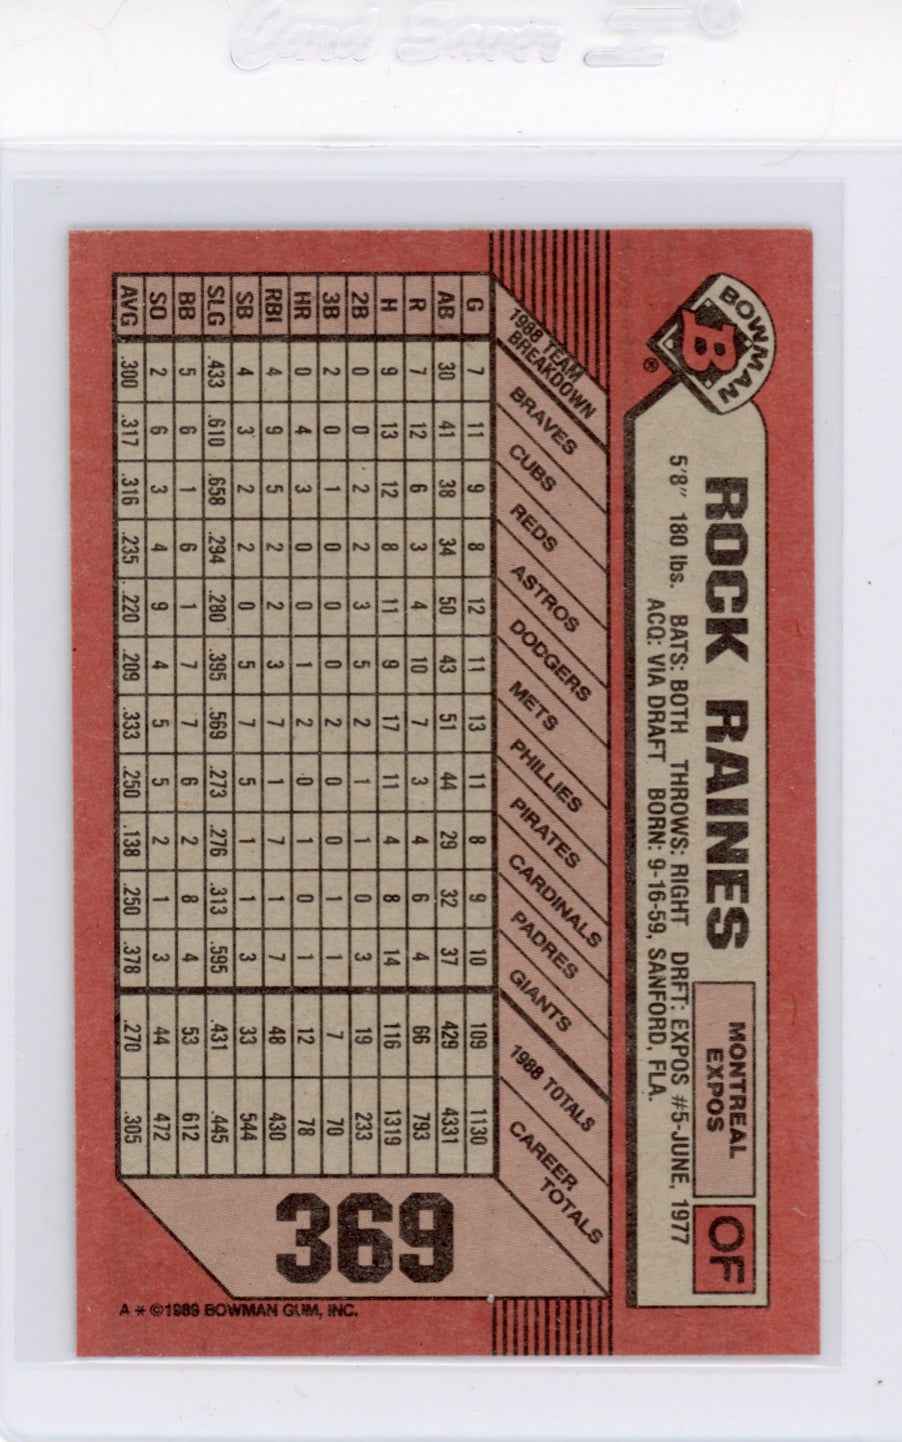 Card Saver I®
BOWMAN
B®
ROCK RAINES
MONTREAL
EXPOS
OF
5'8" 180 lbs. BATS: BOTH THROWS: RIGHT DRFT: EXPOS #5-JUNE, 1977
ACQ: VIA DRAFT BORN: 9-16-59, SANFORD, FLA.
1988 TEAM
BREAKDOWN
BRAVES
CUBS
REDS
ASTROS
DODGERS
METS
PHILLIES
PIRATES
CARDINALS
PADRES
GIANTS
1988 TOTALS
CAREER
TOTALS
G 7 11 9 8 12 11 13 11 8 9 10 109 1130
AB 30 41 38 34 50 43 51 44 29 32 37 429 4331
R 7 12 6 3 4 10 7 3 4 6 4 66 793
H 9 13 12 8 11 9 17 11 4 8 14 116 1319
2B 0 0 2 2 3 5 2 1 1 0 3 19 233
3B 2 0 1 0 0 0 2 0 0 1 1 7 70
HR 0 4 3 0 0 1 2 0 1 0 1 12 78
RBI 4 9 5 2 2 3 7 1 7 1 7 48 430
SB 4 3 2 2 0 5 7 5 1 1 3 33 544
SLG .433 .610 .658 .294 .280 .395 .569 .273 .276 .313 .595 .431 .445
BB 5 6 1 6 1 7 7 6 2 8 4 53 612
SO 2 6 3 4 9 4 5 5 2 1 3 44 472
AVG .300 .317 .316 .235 .220 .209 .333 .250 .138 .250 .378 .270 .305
369
A * ©1989 BOWMAN GUM, INC.